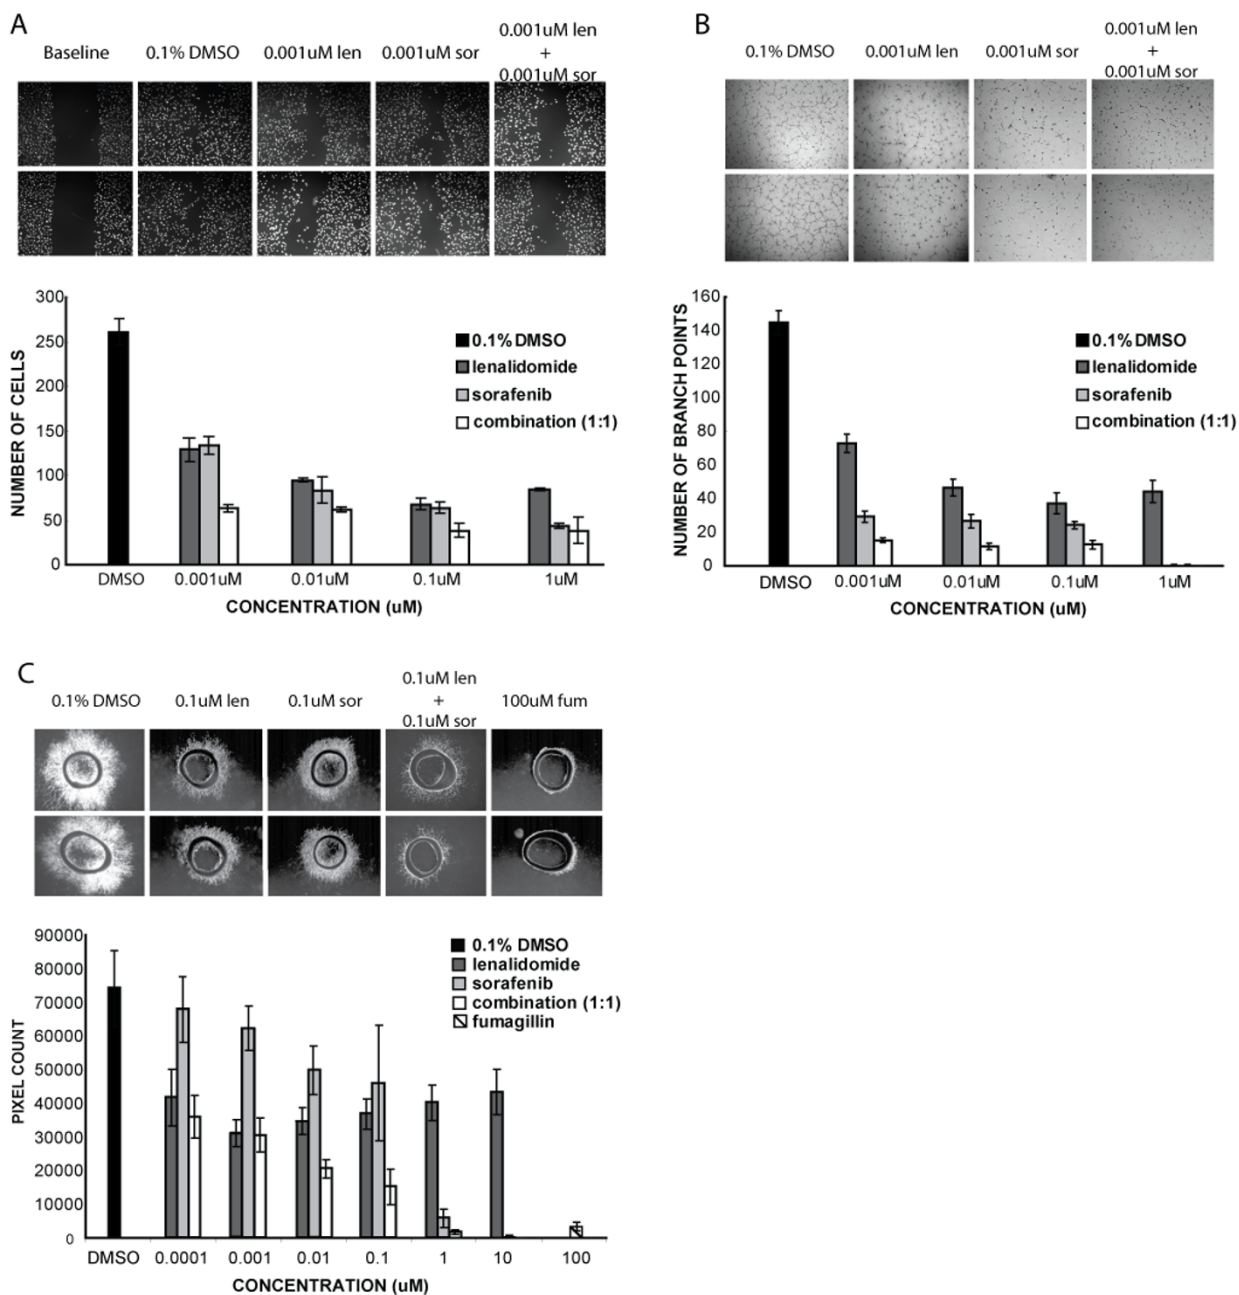 A
Baseline
0.1% DMSO
0.001uM len
0.001uM sor
0.001uM len
+
0.001uM sor
300
250
200
150
100
50
0
NUMBER OF CELLS
0.1% DMSO
lenalidomide
sorafenib
combination (1:1)
DMSO
0.001uM
0.01uM
0.1uM
1uM
CONCENTRATION (uM)
B
0.1% DMSO
0.001uM len
0.001uM sor
0.001uM len
+
0.001uM sor
160
140
120
100
80
60
40
20
0
NUMBER OF BRANCH POINTS
0.1% DMSO
lenalidomide
sorafenib
combination (1:1)
DMSO
0.001uM
0.01uM
0.1uM
1uM
CONCENTRATION (uM)
C
0.1% DMSO
0.1uM len
0.1uM sor
0.1uM len
+
0.1uM sor
100uM fum
90000
80000
70000
60000
50000
40000
30000
20000
10000
0
PIXEL COUNT
0.1% DMSO
lenalidomide
sorafenib
combination (1:1)
fumagillin
DMSO
0.0001
0.001
0.01
0.1
1
10
100
CONCENTRATION (uM)